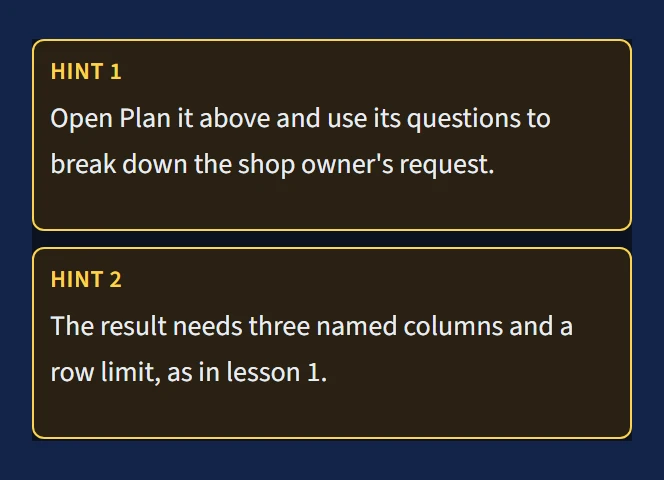 HINT 1
Open Plan it above and use its questions to
break down the shop owner's request.
HINT 2
The result needs three named columns and a
row limit, as in lesson 1.